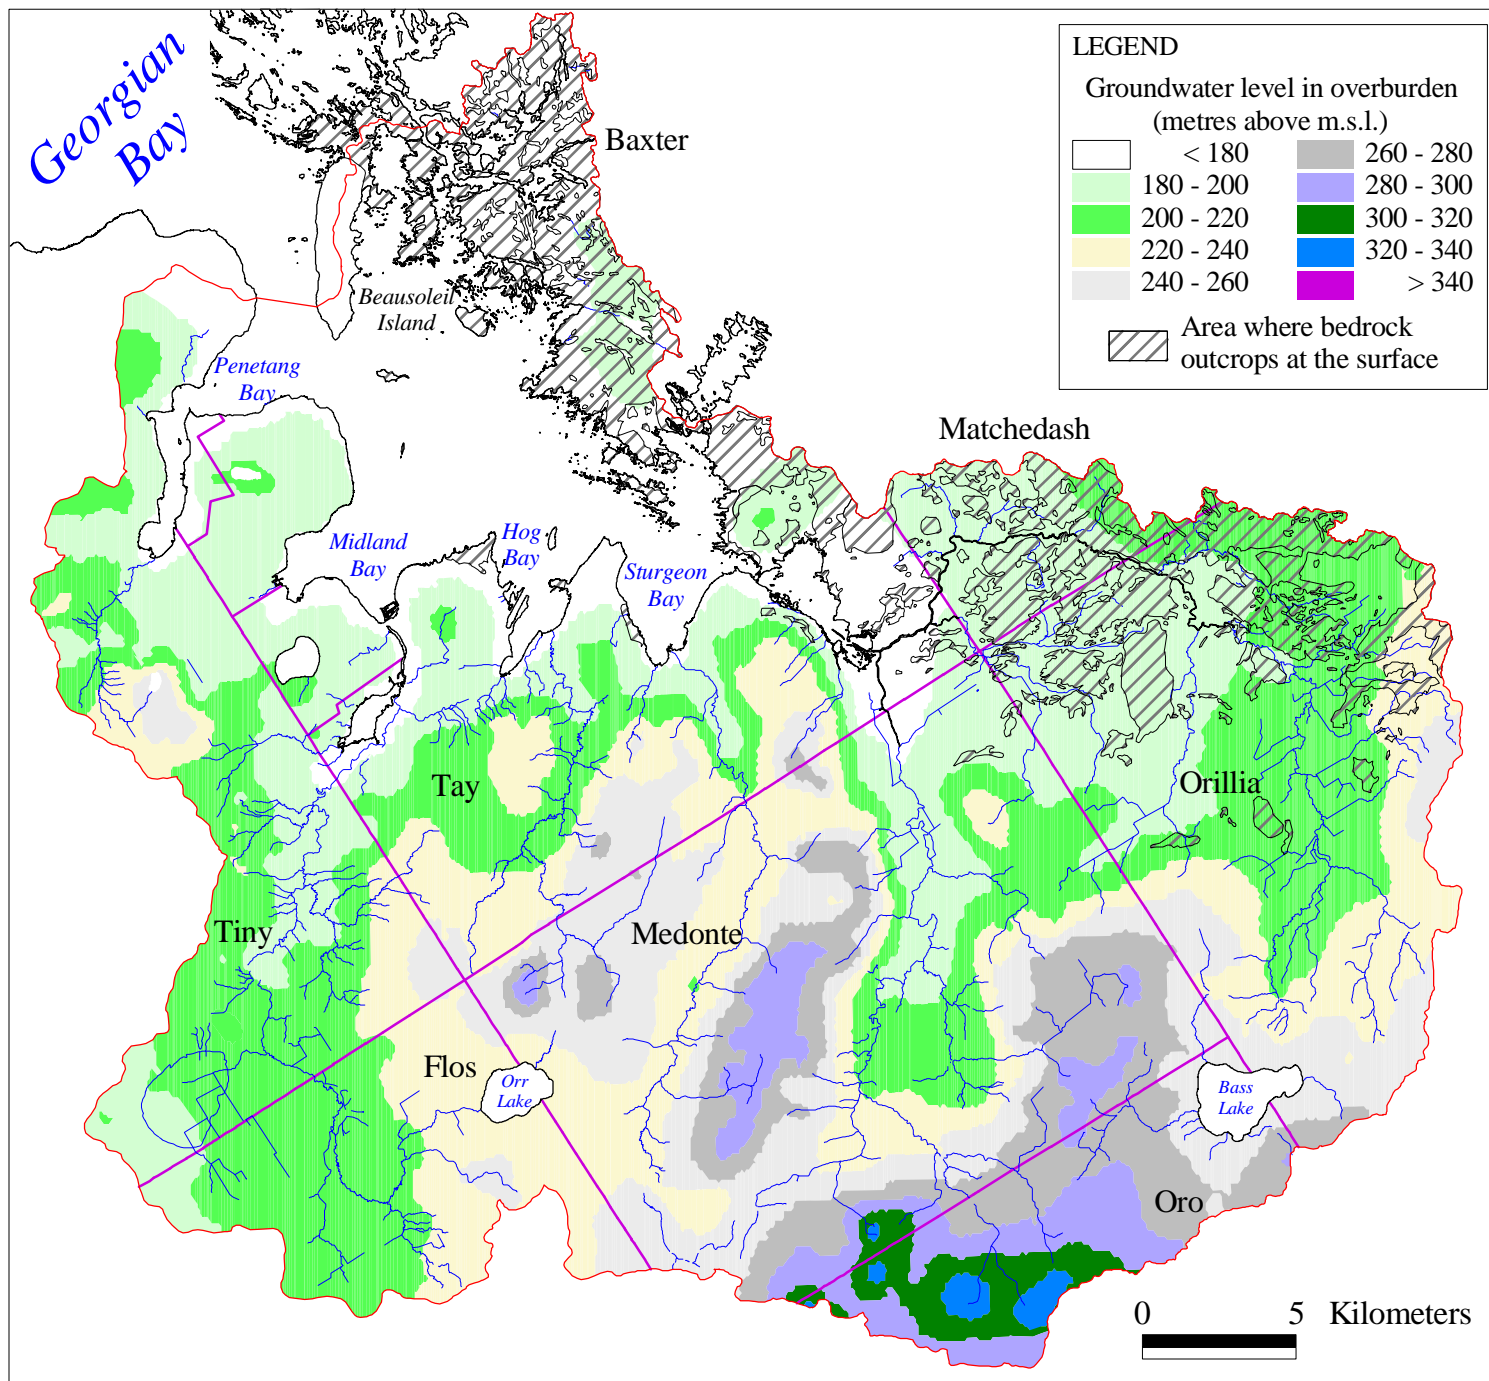 Georgian
Bay
LEGEND
Groundwater level in overburden
(metres above m.s.l.)
< 180
260 - 280
180 - 200
280 - 300
200 - 220
300 - 320
220 - 240
320 - 340
240 - 260
> 340
Area where bedrock
outcrops at the surface
Baxter
Beausoleil
Island
Penetang
Bay
Matchedash
Midland
Bay
Hog
Bay
Sturgeon
Bay
Tay
Orillia
Tiny
Medonte
Flos
Orr
Lake
Bass
Lake
Oro
0 5 Kilometers